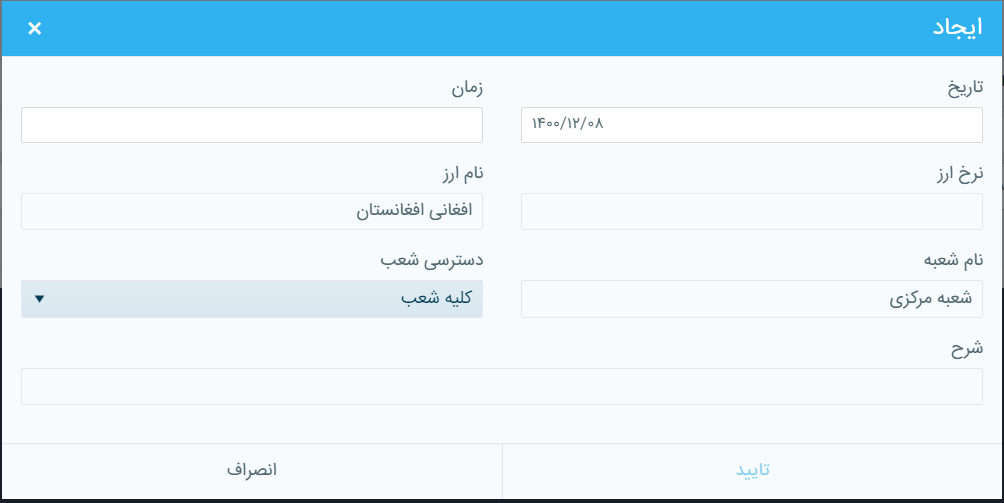 ایجاد ×
تاریخ زمان
۱۴۰۰/۱۲/۰۸
نرخ ارز نام ارز
افغانی افغانستان
نام شعبه دسترسی شعب
شعبه مرکزی کلیه شعب
شرح
تایید انصراف